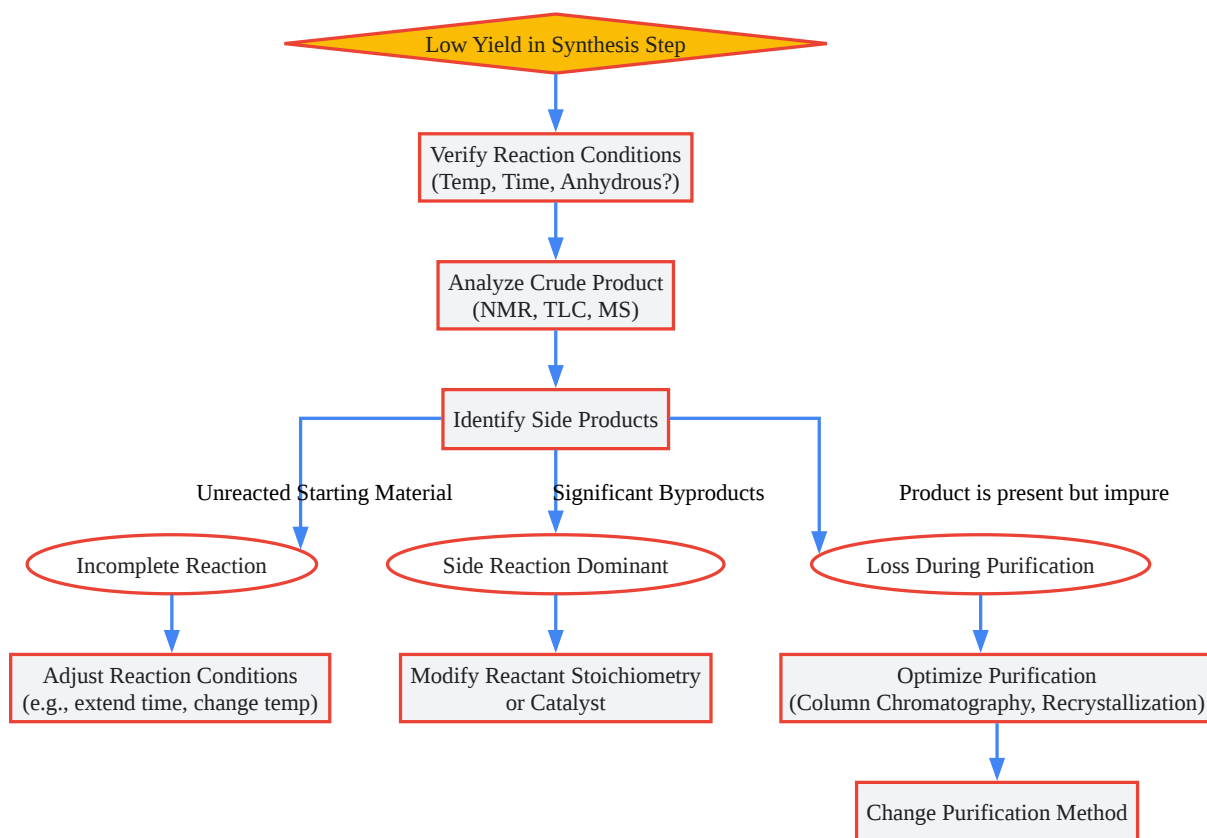 Low Yield in Synthesis Step
Verify Reaction Conditions
(Temp, Time, Anhydrous?)
Analyze Crude Product
(NMR, TLC, MS)
Identify Side Products
Unreacted Starting Material
Significant Byproducts
Product is present but impure
Incomplete Reaction
Side Reaction Dominant
Loss During Purification
Adjust Reaction Conditions
(e.g., extend time, change temp)
Modify Reactant Stoichiometry
or Catalyst
Optimize Purification
(Column Chromatography, Recrystallization)
Change Purification Method